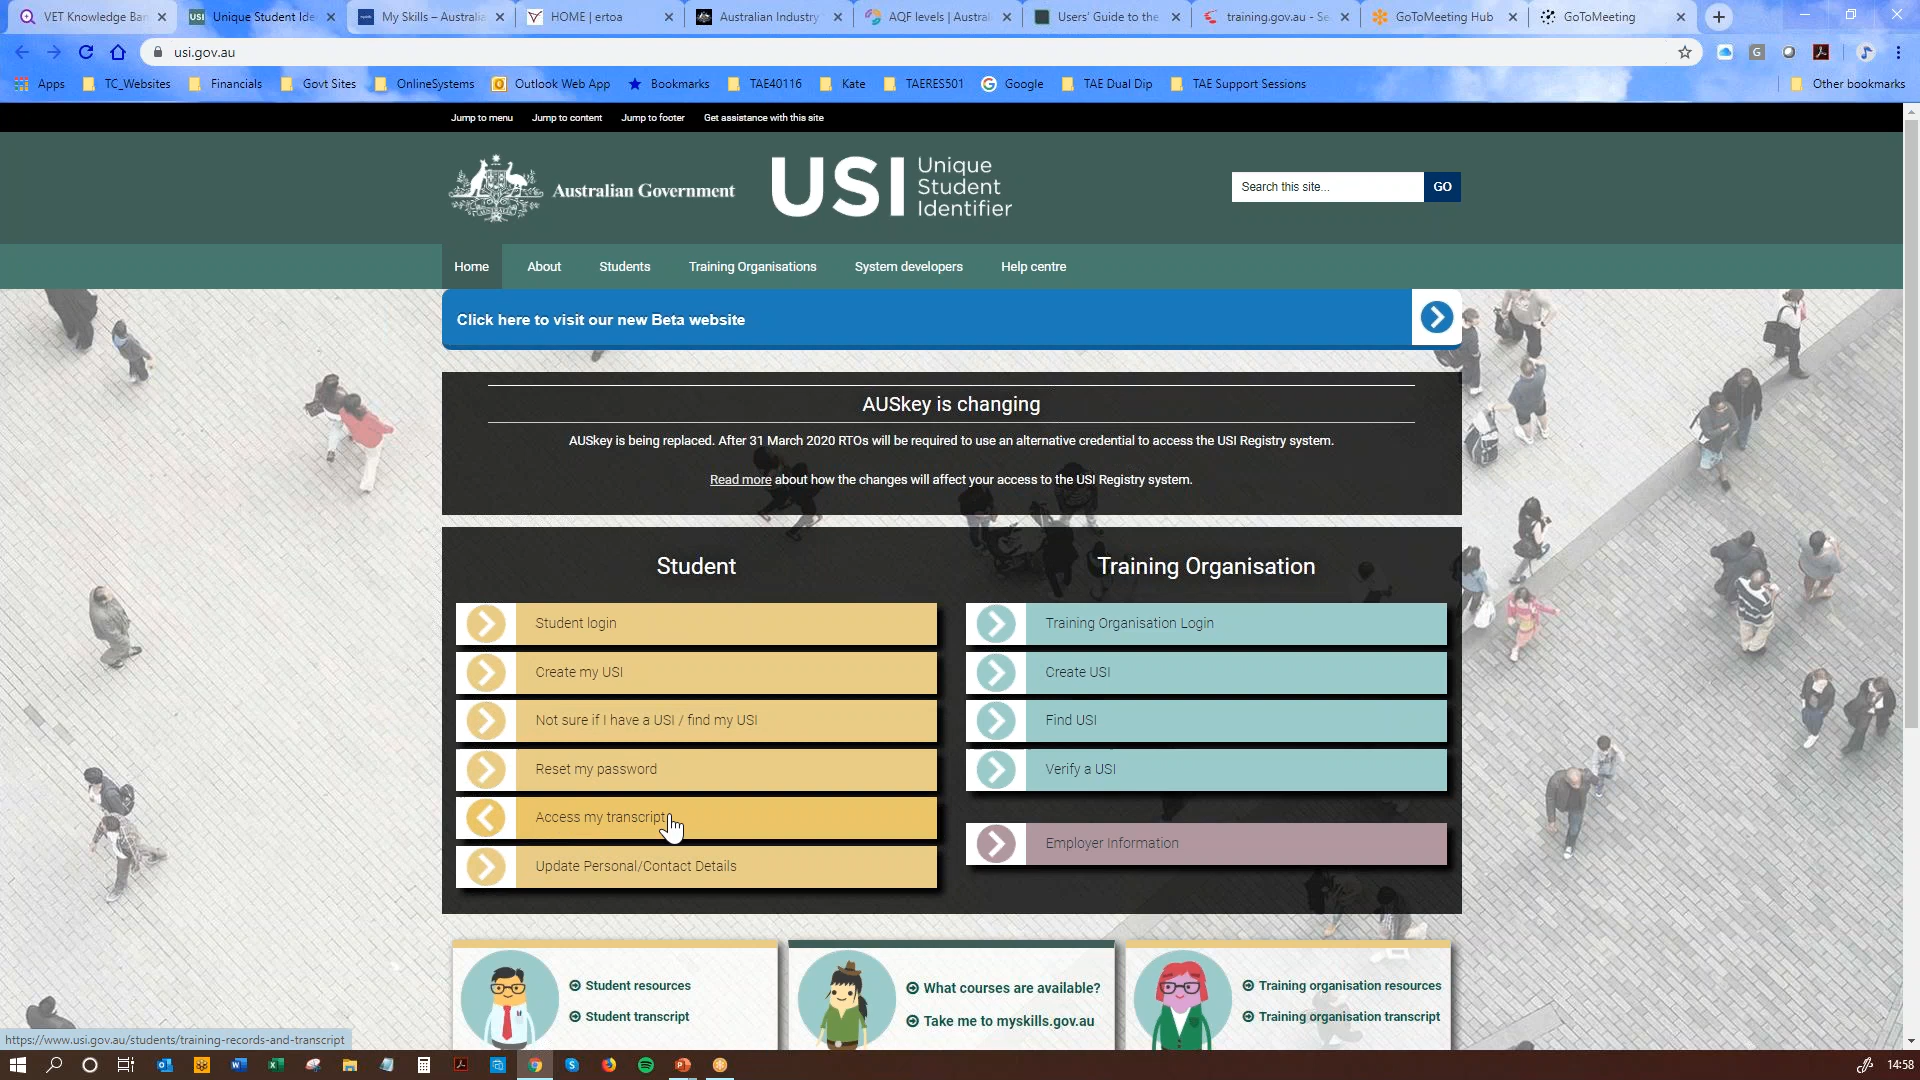 VET Knowledge Ban
Unique Student Ide
My Skills – Australia
HOME | ertoa
Australian Industry
AQF levels | Austral
Users' Guide to the
training.gov.au - Se
GoToMeeting Hub
GoToMeeting
usi.gov.au
Apps
TC_Websites
Financials
Govt Sites
OnlineSystems
Outlook Web App
Bookmarks
TAE40116
Kate
TAERES501
Google
TAE Dual Dip
TAE Support Sessions
Other bookmarks
Jump to menu
Jump to content
Jump to footer
Get assistance with this site
Australian Government
USI
Unique
Student
Identifier
Search this site...
GO
Home
About
Students
Training Organisations
System developers
Help centre
Click here to visit our new Beta website
AUSkey is changing
AUSkey is being replaced. After 31 March 2020 RTOs will be required to use an alternative credential to access the USI Registry system.
Read more about how the changes will affect your access to the USI Registry system.
Student
Student login
Create my USI
Not sure if I have a USI / find my USI
Reset my password
Access my transcript
Update Personal/Contact Details
Training Organisation
Training Organisation Login
Create USI
Find USI
Verify a USI
Employer Information
Student resources
Student transcript
What courses are available?
Take me to myskills.gov.au
Training organisation resources
Training organisation transcript
https://www.usi.gov.au/students/training-records-and-transcript
14:58